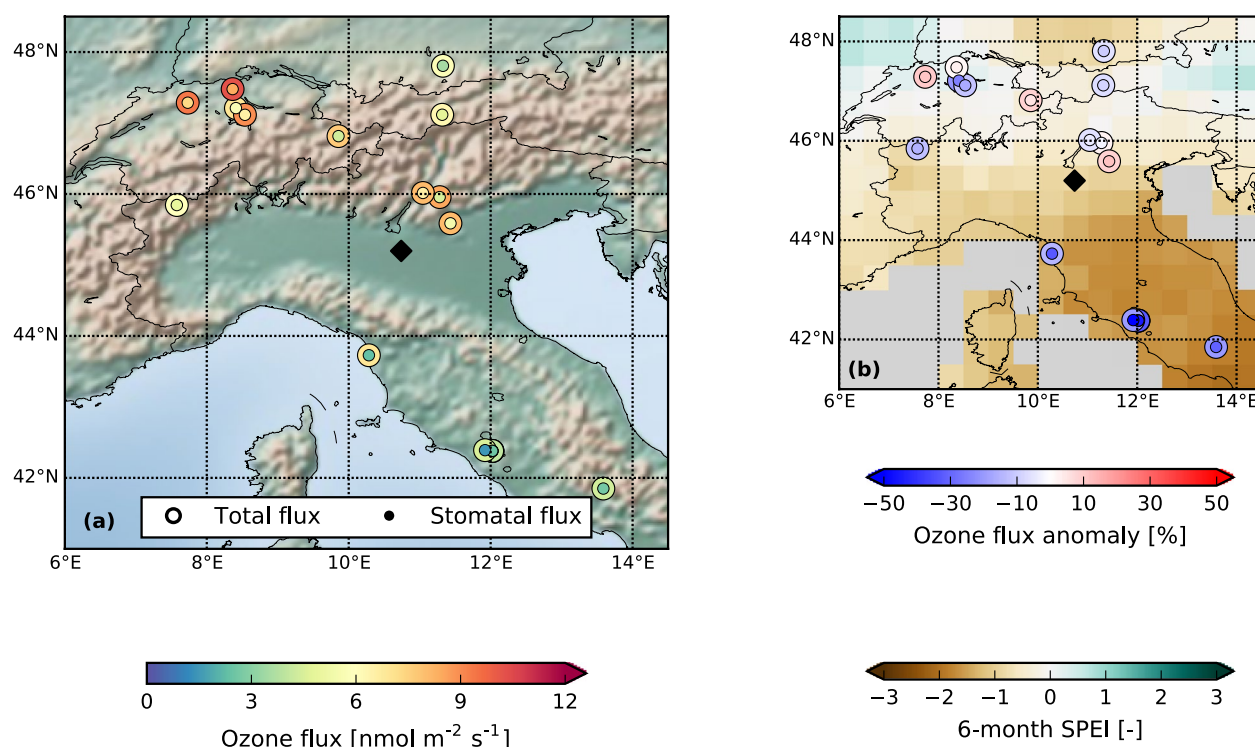 48°N
46°N
44°N
42°N
(a)
Total flux
Stomatal flux
6°E
8°E
10°E
12°E
14°E
0
3
6
9
12
Ozone flux [nmol m⁻² s⁻¹]
48°N
46°N
44°N
42°N
(b)
6°E
8°E
10°E
12°E
14°E
−50
−30
−10
10
30
50
Ozone flux anomaly [%]
−3
−2
−1
0
1
2
3
6-month SPEI [-]